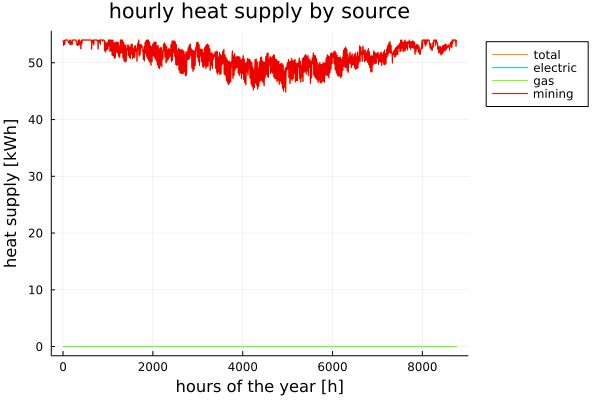 hourly heat supply by source
heat supply [kWh]
50
40
30
20
10
0
0 2000 4000 6000 8000
hours of the year [h]
total
electric
gas
mining